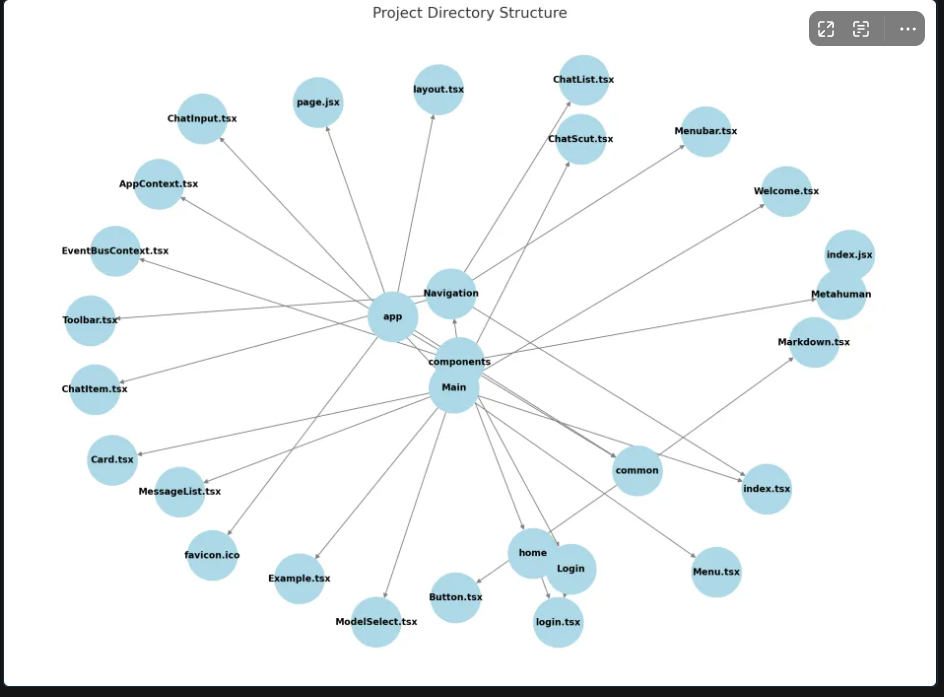 Project Directory Structure
ChatList.tsx
layout.tsx
page.jsx
ChatInput.tsx
Menubar.tsx
ChatScut.tsx
AppContext.tsx
Welcome.tsx
EventBusContext.tsx
index.jsx
Navigation
Metahuman
app
Toolbar.tsx
Markdown.tsx
components
Main
ChatItem.tsx
Card.tsx
common
index.tsx
MessageList.tsx
home
favicon.ico
Login
Menu.tsx
Example.tsx
Button.tsx
ModelSelect.tsx
login.tsx